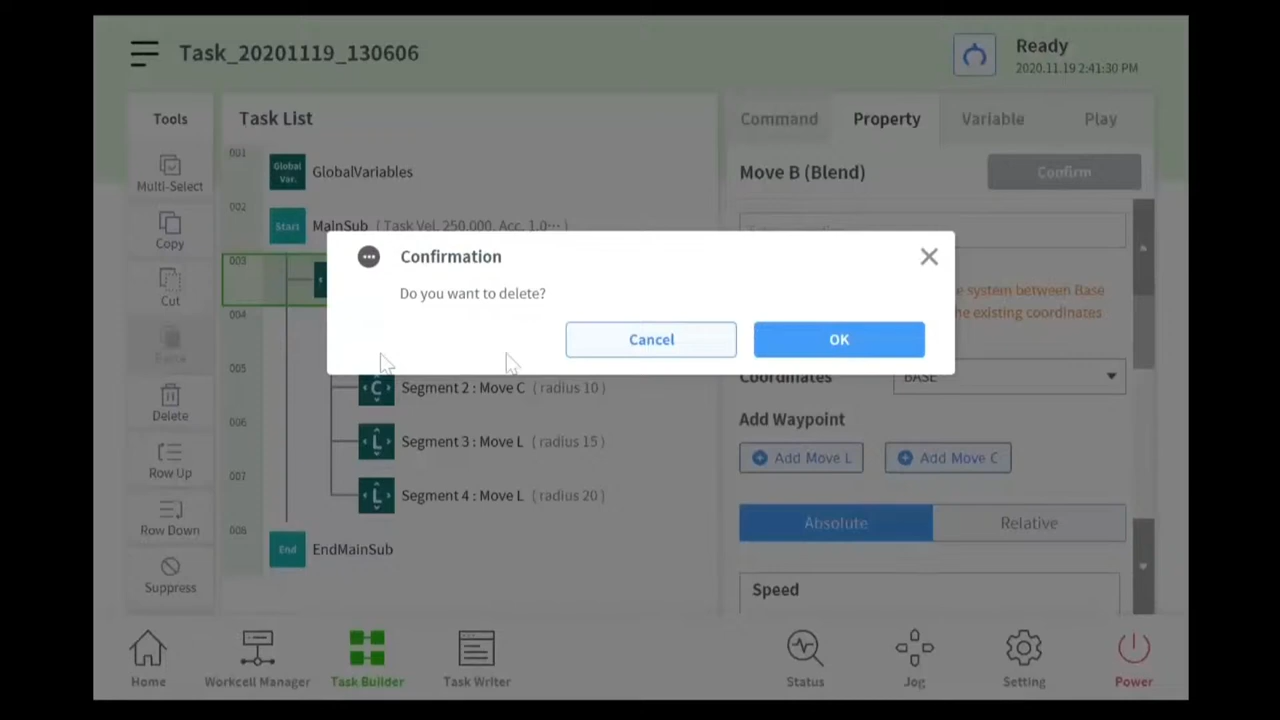 Task_20201119_130606
Ready
2020.11.19 2:41:30 PM
Tools
Multi-Select
Copy
Cut
Paste
Delete
Row Up
Row Down
Suppress
Task List
001
Global Var.
GlobalVariables
002
Start
MainSub ( Task Vel. 250.000, Acc. 1.0··· )
003
004
005
C
Segment 2 : Move C ( radius 10 )
006
L
Segment 3 : Move L ( radius 15 )
007
L
Segment 4 : Move L ( radius 20 )
008
End
EndMainSub
Confirmation
Do you want to delete?
Cancel
OK
Command
Property
Variable
Play
Move B (Blend)
Confirm
system between Base
the existing coordinates
Coordinates
BASE
Add Waypoint
Add Move L
Add Move C
Absolute
Relative
Speed
Home
Workcell Manager
Task Builder
Task Writer
Status
Jog
Setting
Power